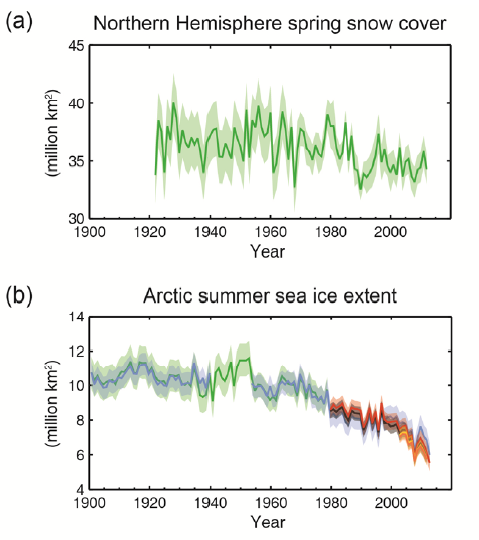 (a) Northern Hemisphere spring snow cover
45
40
35
30
(million km²)
1900 1920 1940 1960 1980 2000
Year
(b) Arctic summer sea ice extent
14
12
10
8
6
4
(million km²)
1900 1920 1940 1960 1980 2000
Year